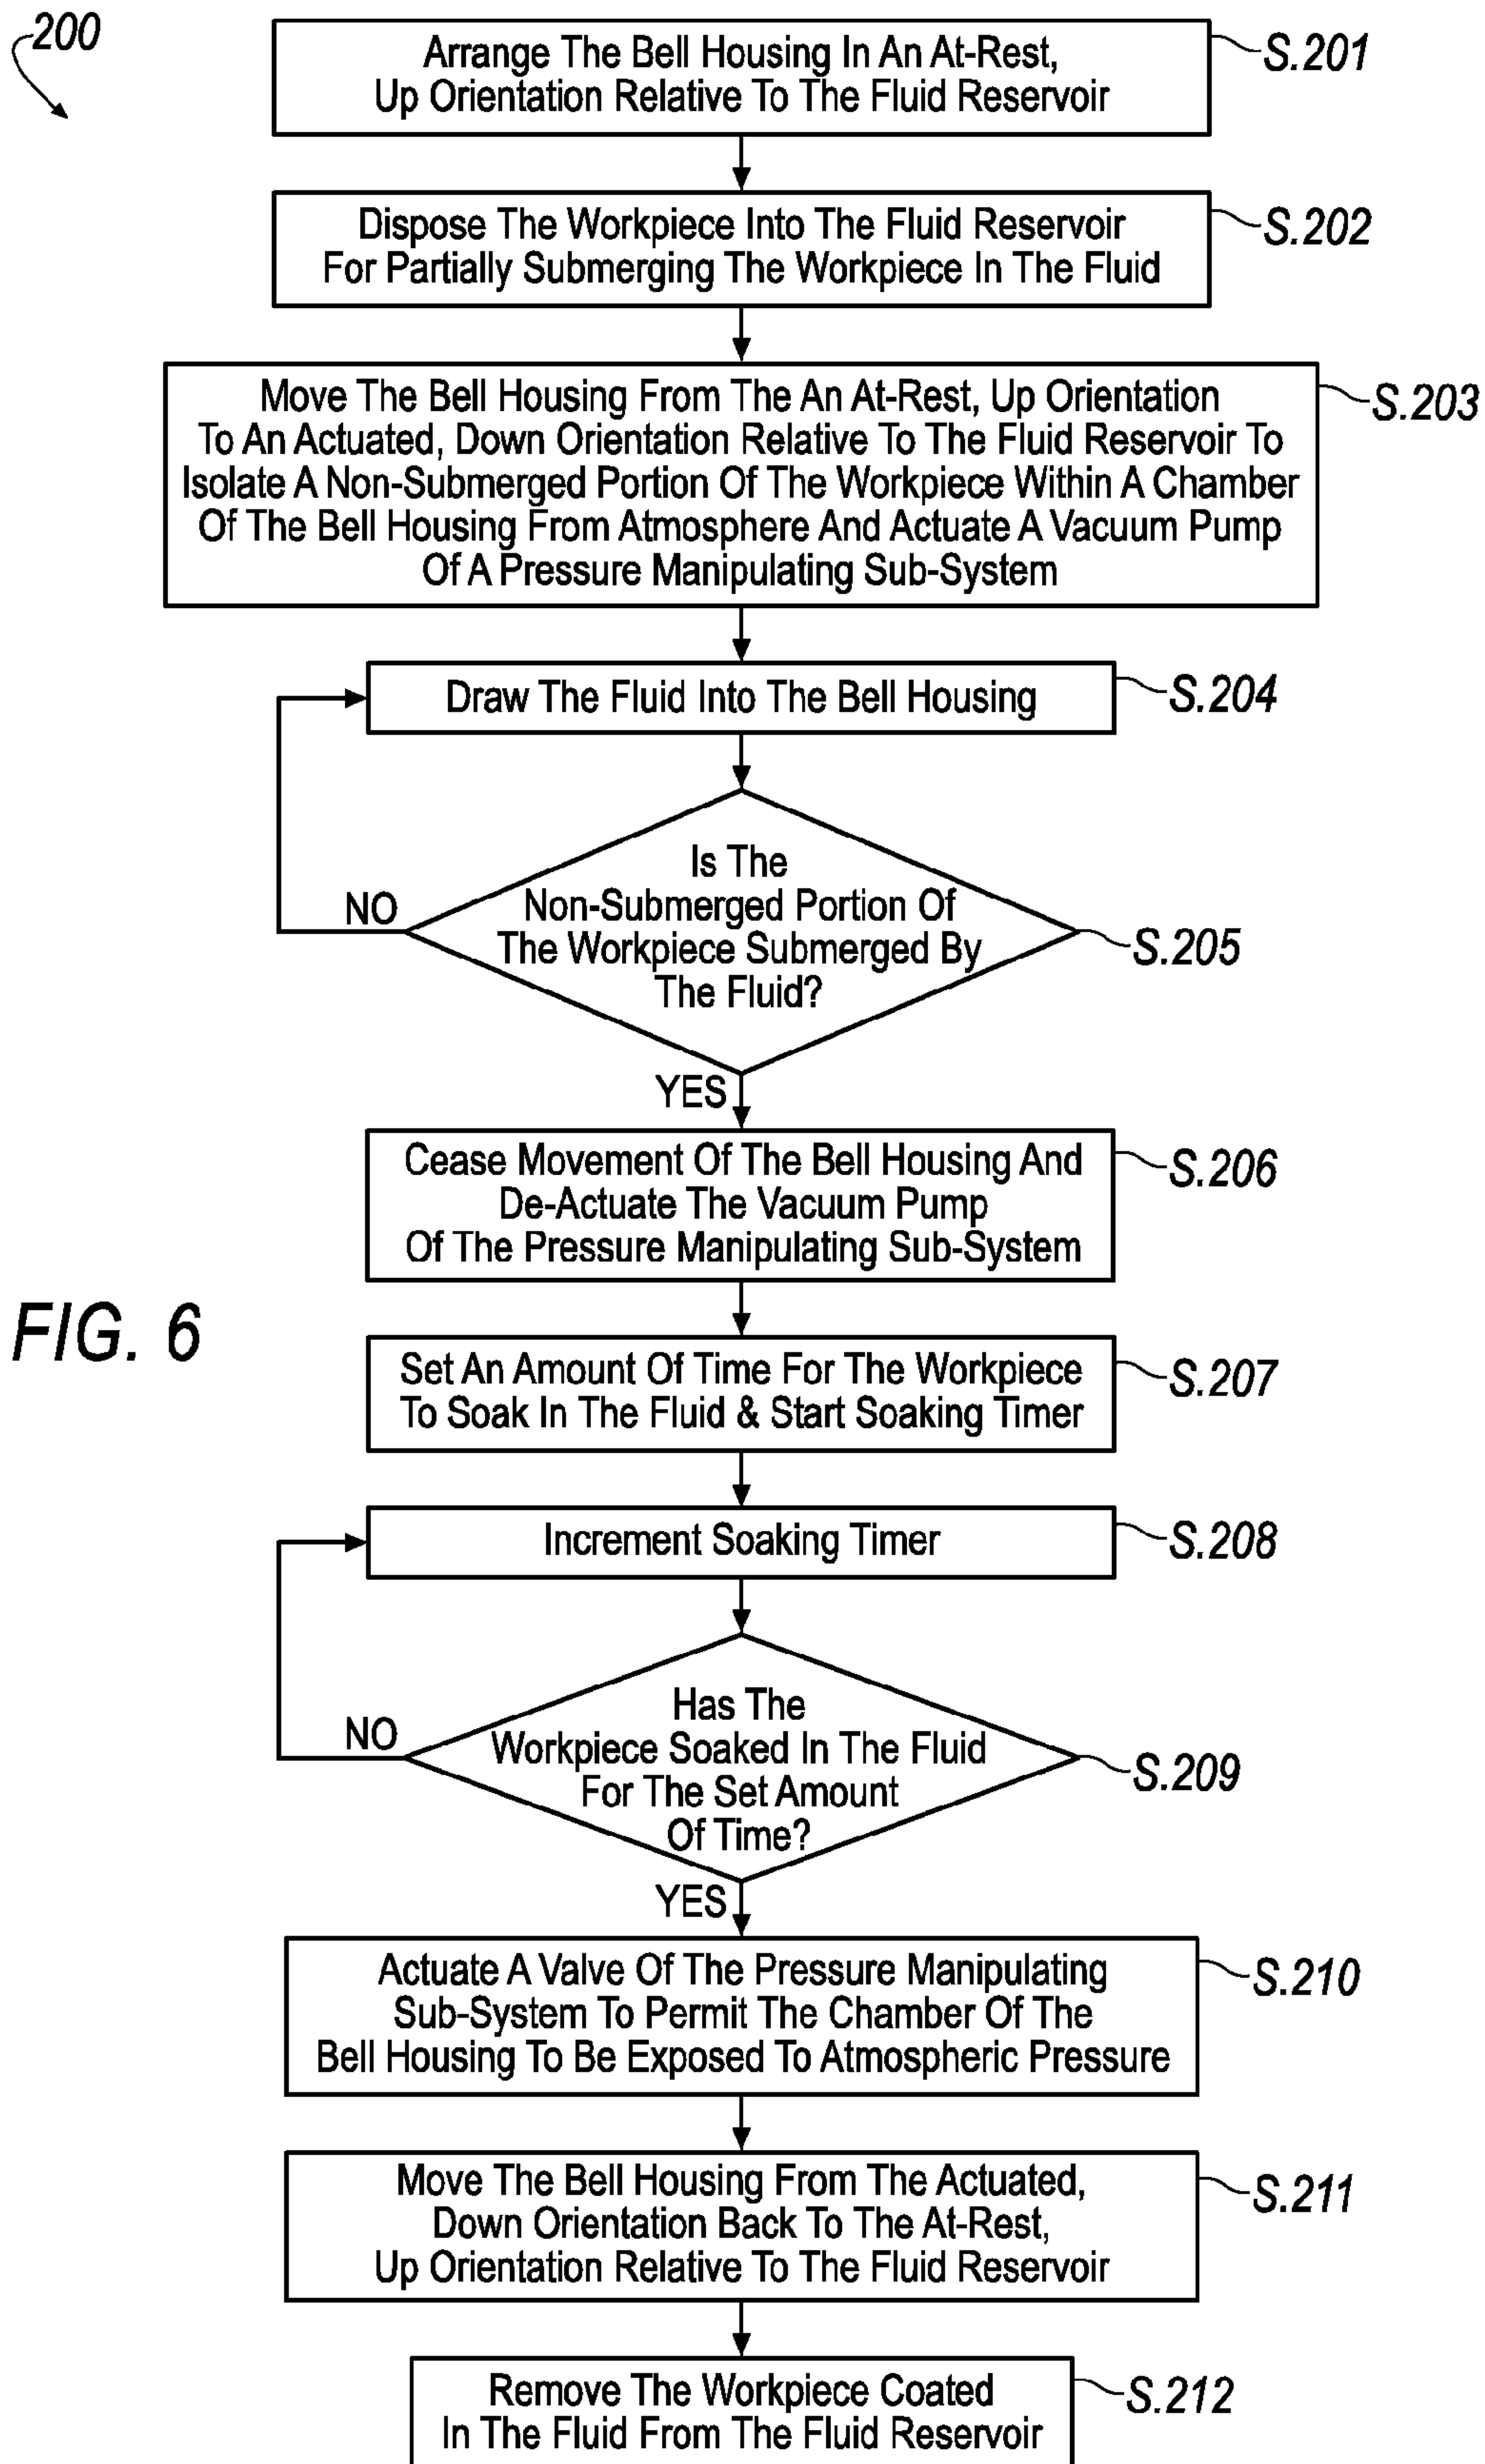 200
Arrange The Bell Housing In An At-Rest,
Up Orientation Relative To The Fluid Reservoir
S.201
Dispose The Workpiece Into The Fluid Reservoir
For Partially Submerging The Workpiece In The Fluid
S.202
Move The Bell Housing From The An At-Rest, Up Orientation
To An Actuated, Down Orientation Relative To The Fluid Reservoir To
Isolate A Non-Submerged Portion Of The Workpiece Within A Chamber
Of The Bell Housing From Atmosphere And Actuate A Vacuum Pump
Of A Pressure Manipulating Sub-System
S.203
Draw The Fluid Into The Bell Housing
S.204
Is The
Non-Submerged Portion Of
The Workpiece Submerged By
The Fluid?
S.205
NO
YES
Cease Movement Of The Bell Housing And
De-Actuate The Vacuum Pump
Of The Pressure Manipulating Sub-System
S.206
FIG. 6
Set An Amount Of Time For The Workpiece
To Soak In The Fluid & Start Soaking Timer
S.207
Increment Soaking Timer
S.208
Has The
Workpiece Soaked In The Fluid
For The Set Amount
Of Time?
S.209
NO
YES
Actuate A Valve Of The Pressure Manipulating
Sub-System To Permit The Chamber Of The
Bell Housing To Be Exposed To Atmospheric Pressure
S.210
Move The Bell Housing From The Actuated,
Down Orientation Back To The At-Rest,
Up Orientation Relative To The Fluid Reservoir
S.211
Remove The Workpiece Coated
In The Fluid From The Fluid Reservoir
S.212